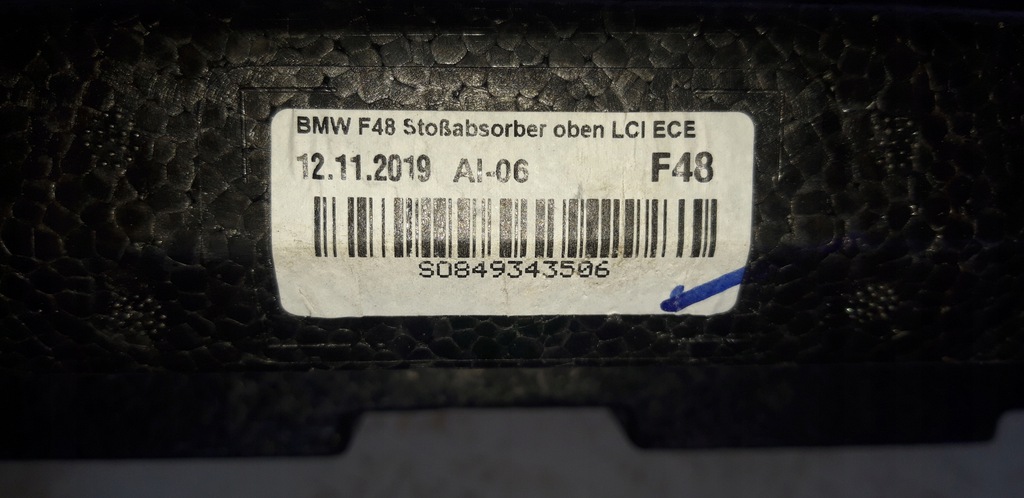 BMW F48 Stoßabsorber oben LCI ECE
12.11.2019 AI-06 F48
S0849343506